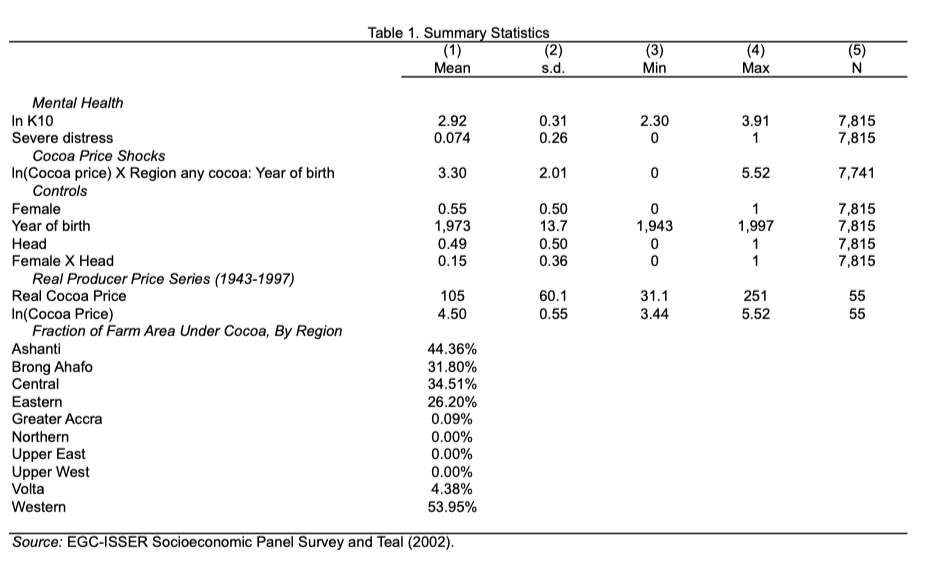 Table 1. Summary Statistics
(1) (2) (3) (4) (5)
Mean s.d. Min Max N
Mental Health
ln K10 2.92 0.31 2.30 3.91 7,815
Severe distress 0.074 0.26 0 1 7,815
Cocoa Price Shocks
ln(Cocoa price) X Region any cocoa: Year of birth 3.30 2.01 0 5.52 7,741
Controls
Female 0.55 0.50 0 1 7,815
Year of birth 1,973 13.7 1,943 1,997 7,815
Head 0.49 0.50 0 1 7,815
Female X Head 0.15 0.36 0 1 7,815
Real Producer Price Series (1943-1997)
Real Cocoa Price 105 60.1 31.1 251 55
ln(Cocoa Price) 4.50 0.55 3.44 5.52 55
Fraction of Farm Area Under Cocoa, By Region
Ashanti 44.36%
Brong Ahafo 31.80%
Central 34.51%
Eastern 26.20%
Greater Accra 0.09%
Northern 0.00%
Upper East 0.00%
Upper West 0.00%
Volta 4.38%
Western 53.95%
Source: EGC-ISSER Socioeconomic Panel Survey and Teal (2002).